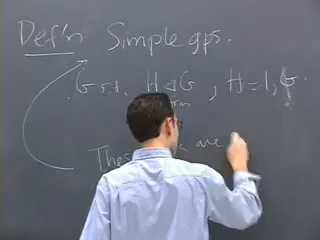 Def'n Simple gps.
G s.t. H ⊲ G , H = 1, G.
These are